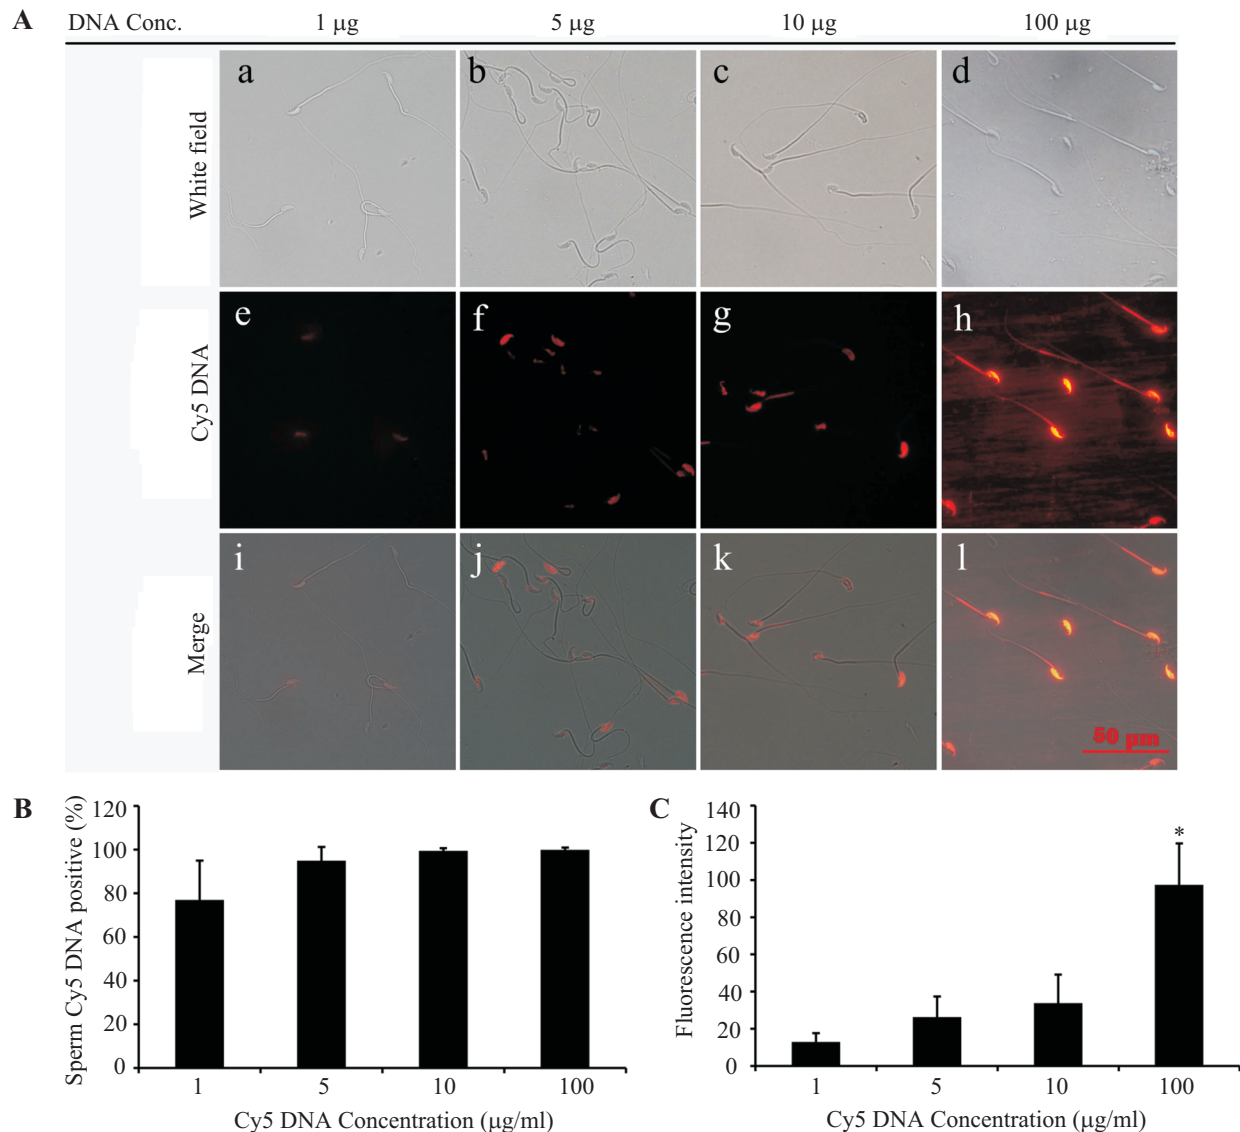 A
DNA Conc. 1 μg 5 μg 10 μg 100 μg
White field
a b c d
Cy5 DNA
e f g h
Merge
i j k l
50 μm
B
Sperm Cy5 DNA positive (%)
120
100
80
60
40
20
0
1 5 10 100
Cy5 DNA Concentration (μg/ml)
C
Fluorescence intensity
140
120
100
80
60
40
20
0
*
1 5 10 100
Cy5 DNA Concentration (μg/ml)